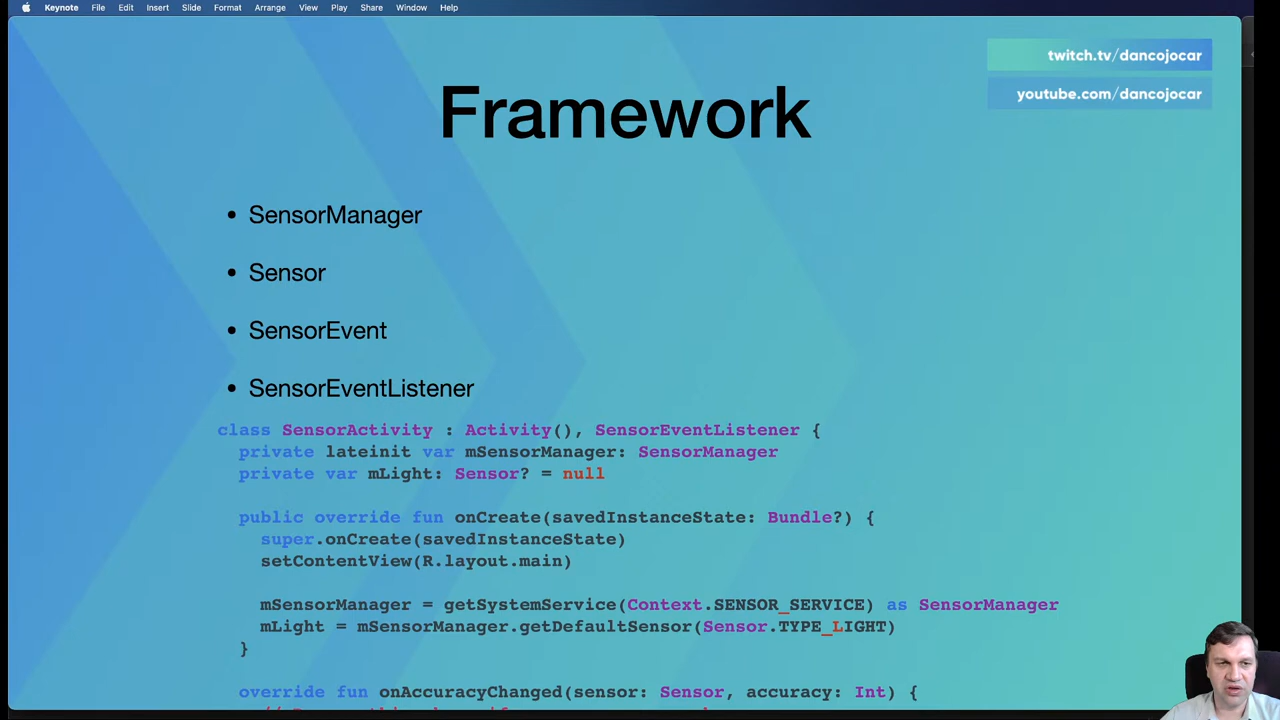 Keynote File Edit Insert Slide Format Arrange View Play Share Window Help
twitch.tv/dancojocar
youtube.com/dancojocar
Framework
• SensorManager
• Sensor
• SensorEvent
• SensorEventListener
class SensorActivity : Activity(), SensorEventListener {
  private lateinit var mSensorManager: SensorManager
  private var mLight: Sensor? = null
  public override fun onCreate(savedInstanceState: Bundle?) {
    super.onCreate(savedInstanceState)
    setContentView(R.layout.main)
    mSensorManager = getSystemService(Context.SENSOR_SERVICE) as SensorManager
    mLight = mSensorManager.getDefaultSensor(Sensor.TYPE_LIGHT)
  }
  override fun onAccuracyChanged(sensor: Sensor, accuracy: Int) {